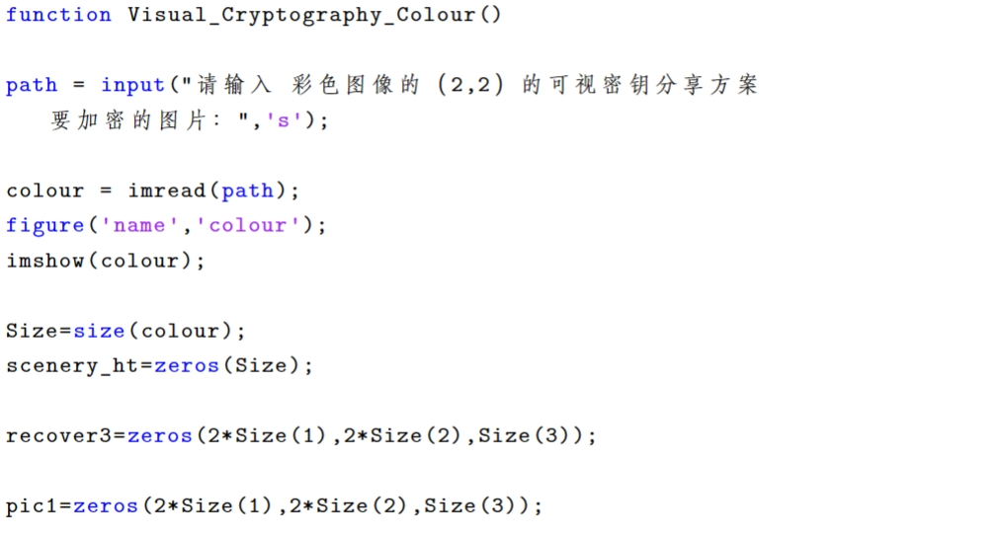 function Visual_Cryptography_Colour()
path = input("请输入 彩色图像的 (2,2) 的可视密钥分享方案
要加密的图片: ",'s');
colour = imread(path);
figure('name','colour');
imshow(colour);
Size=size(colour);
scenery_ht=zeros(Size);
recover3=zeros(2*Size(1),2*Size(2),Size(3));
pic1=zeros(2*Size(1),2*Size(2),Size(3));